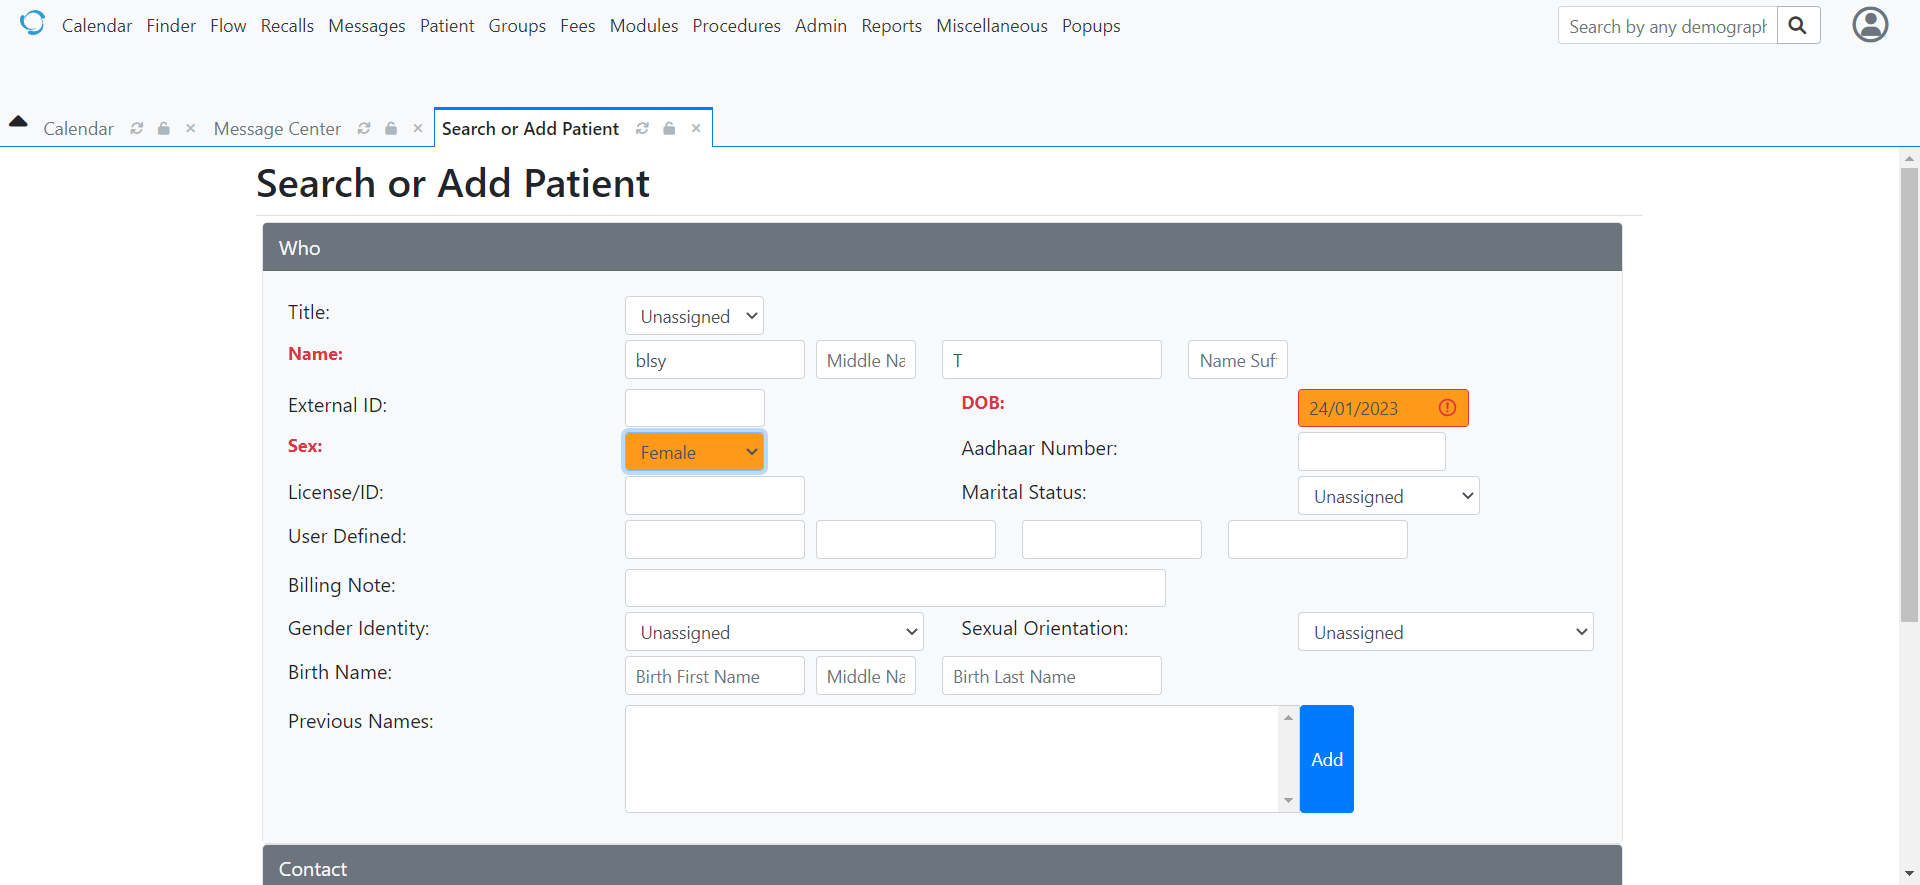 Calendar Finder Flow Recalls Messages Patient Groups Fees Modules Procedures Admin Reports Miscellaneous Popups
Search by any demograph
Calendar Message Center Search or Add Patient
Search or Add Patient
Who
Title: Unassigned
Name: blsy Middle Na T Name Suf
External ID: DOB: 24/01/2023
Sex: Female Aadhaar Number:
License/ID: Marital Status: Unassigned
User Defined:
Billing Note:
Gender Identity: Unassigned Sexual Orientation: Unassigned
Birth Name: Birth First Name Middle Na Birth Last Name
Previous Names:
Add
Contact